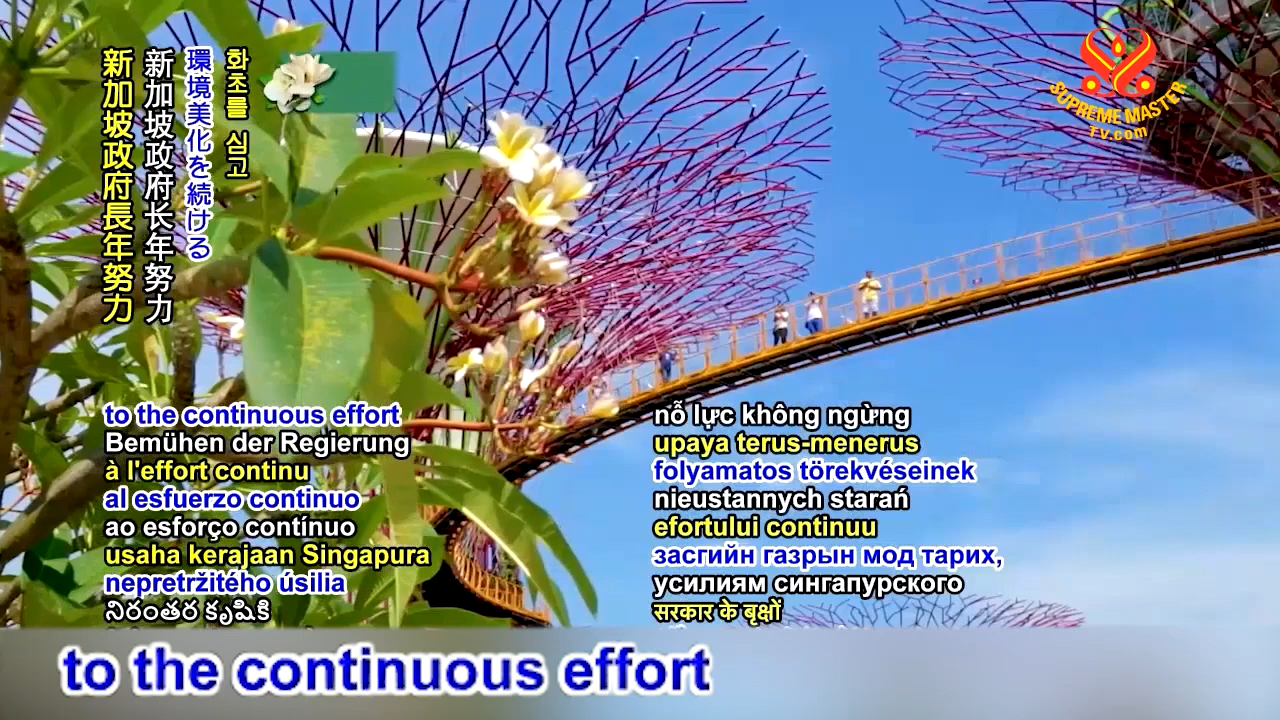 新加坡政府長年努力
新加坡政府长年努力
環境美化を続ける
화초를 심고
SUPREME MASTER
TV.com
to the continuous effort
Bemühen der Regierung
à l'effort continu
al esfuerzo continuo
ao esforço contínuo
usaha kerajaan Singapura
nepretržitého úsilia
నిరంతర కృషికి
nỗ lực không ngừng
upaya terus-menerus
folyamatos törekvéseinek
nieustannych starań
efortului continuu
засгийн газрын мод тарих,
усилиям сингапурского
सरकार के बृक्षों
to the continuous effort